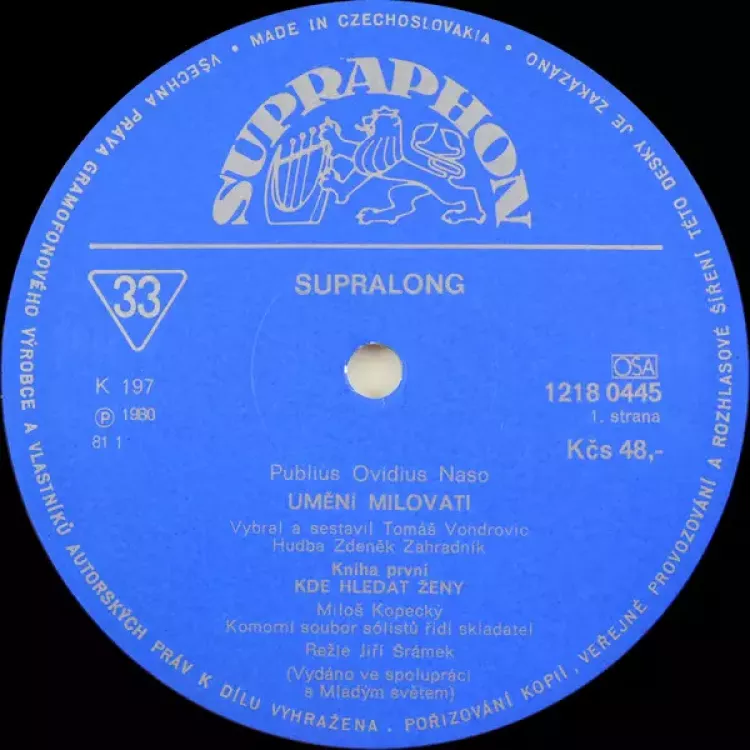 • MADE IN CZECHOSLOVAKIA •
VŠECHNA PRÁVA GRAMOFONOVÉHO VÝROBCE A VLASTNÍKŮ AUTORSKÝCH PRÁV K DÍLU VYHRAŽENA . POŘIZOVÁNÍ KOPIÍ, VEŘEJNÉ PROVOZOVÁNÍ A ROZHLASOVÉ ŠÍŘENÍ TÉTO DESKY JE ZAKÁZÁNO
SUPRAPHON
SUPRALONG
33
K 197
Ⓟ 1980
81 1
OSA
1218 0445
1. strana
Kčs 48,-
Publius Ovidius Naso
UMĚNÍ MILOVATI
Vybral a sestavil Tomáš Vondrovic
Hudba Zdeněk Zahradník
Kniha první
KDE HLEDAT ŽENY
Miloš Kopecký
Komorní soubor sólistů řídí skladatel
Režie Jiří Šrámek
(Vydáno ve spolupráci
s Mladým světem)